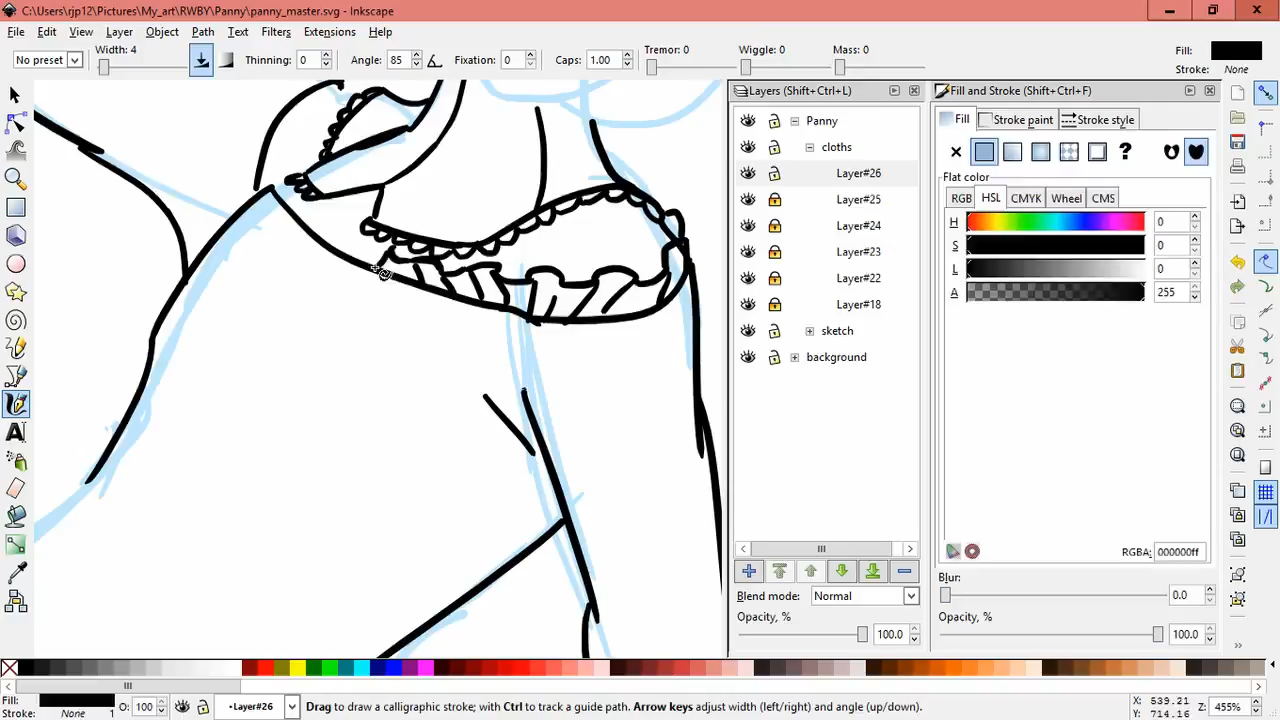 C:\Users\rjp12\Pictures\My_art\RWBY\Panny\panny_master.svg - Inkscape
File Edit View Layer Object Path Text Filters Extensions Help
No preset Width: 4 Thinning: 0 Angle: 85 Fixation: 0 Caps: 1.00 Tremor: 0 Wiggle: 0 Mass: 0 Fill: Stroke: None
Layers (Shift+Ctrl+L)
Panny
cloths
Layer#26
Layer#25
Layer#24
Layer#23
Layer#22
Layer#18
sketch
background
Blend mode: Normal
Opacity, %
100.0
Fill and Stroke (Shift+Ctrl+F)
Fill Stroke paint Stroke style
?
Flat color
RGB HSL CMYK Wheel CMS
H 0
S 0
L 0
A 255
RGBA: 000000ff
Blur:
0.0
Opacity, %
100.0
Fill:
Stroke: None 1 O: 100 •Layer#26 Drag to draw a calligraphic stroke; with Ctrl to track a guide path. Arrow keys adjust width (left/right) and angle (up/down). X: 539.21 Y: 714.16 Z: 455%